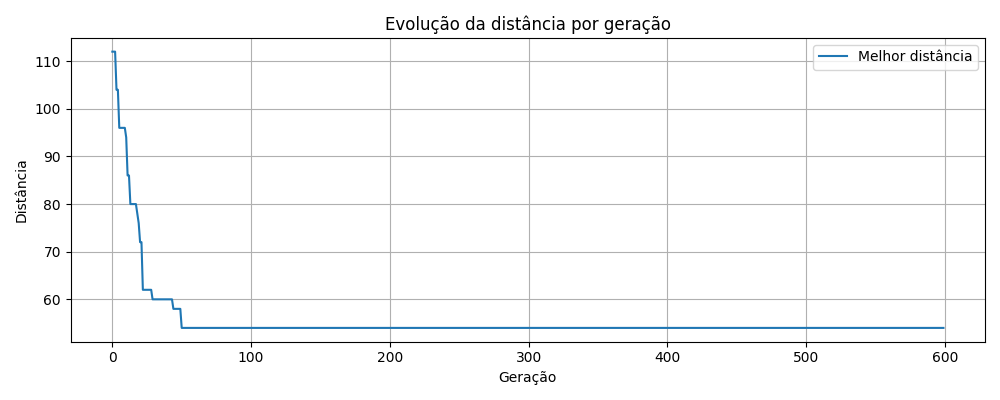 Evolução da distância por geração
Melhor distância
Distância
110
100
90
80
70
60
0 100 200 300 400 500 600
Geração